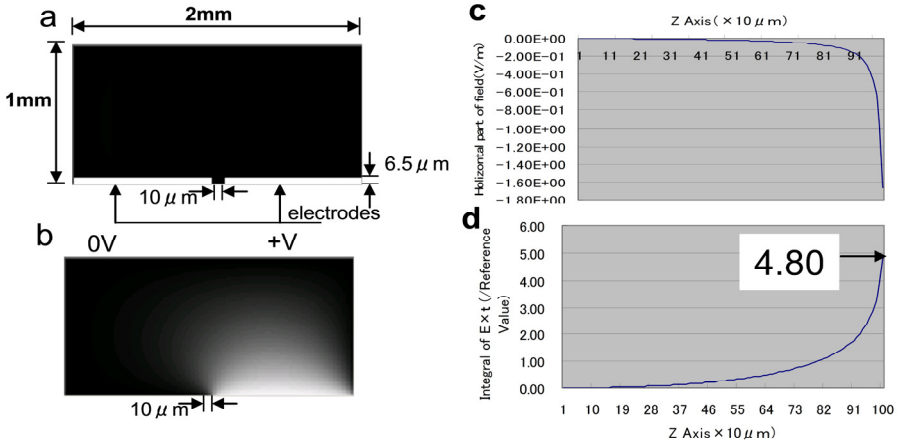 a
2mm
1mm
6.5μm
10μm
electrodes
b
0V
+V
10μm
c
Z Axis(×10μm)
Holizontal part of field(V/m)
0.00E+00
-2.00E-01
-4.00E-01
-6.00E-01
-8.00E-01
-1.00E+00
-1.20E+00
-1.40E+00
-1.60E+00
-1.80E+00
1 11 21 31 41 51 61 71 81 91
d
Integral of E×t(/Reference
Value)
6.00
5.00
4.00
3.00
2.00
1.00
0.00
4.80
1 10 19 28 37 46 55 64 73 82 91 100
Z Axis×10μm)